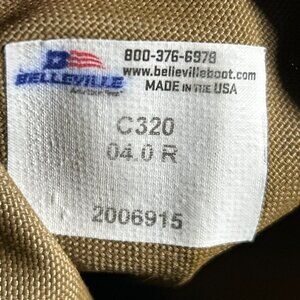 800-376-6978
BELLEVILLE
www.bellevilleboot.com
MADE IN THE USA
C320
04.0 R
2006915